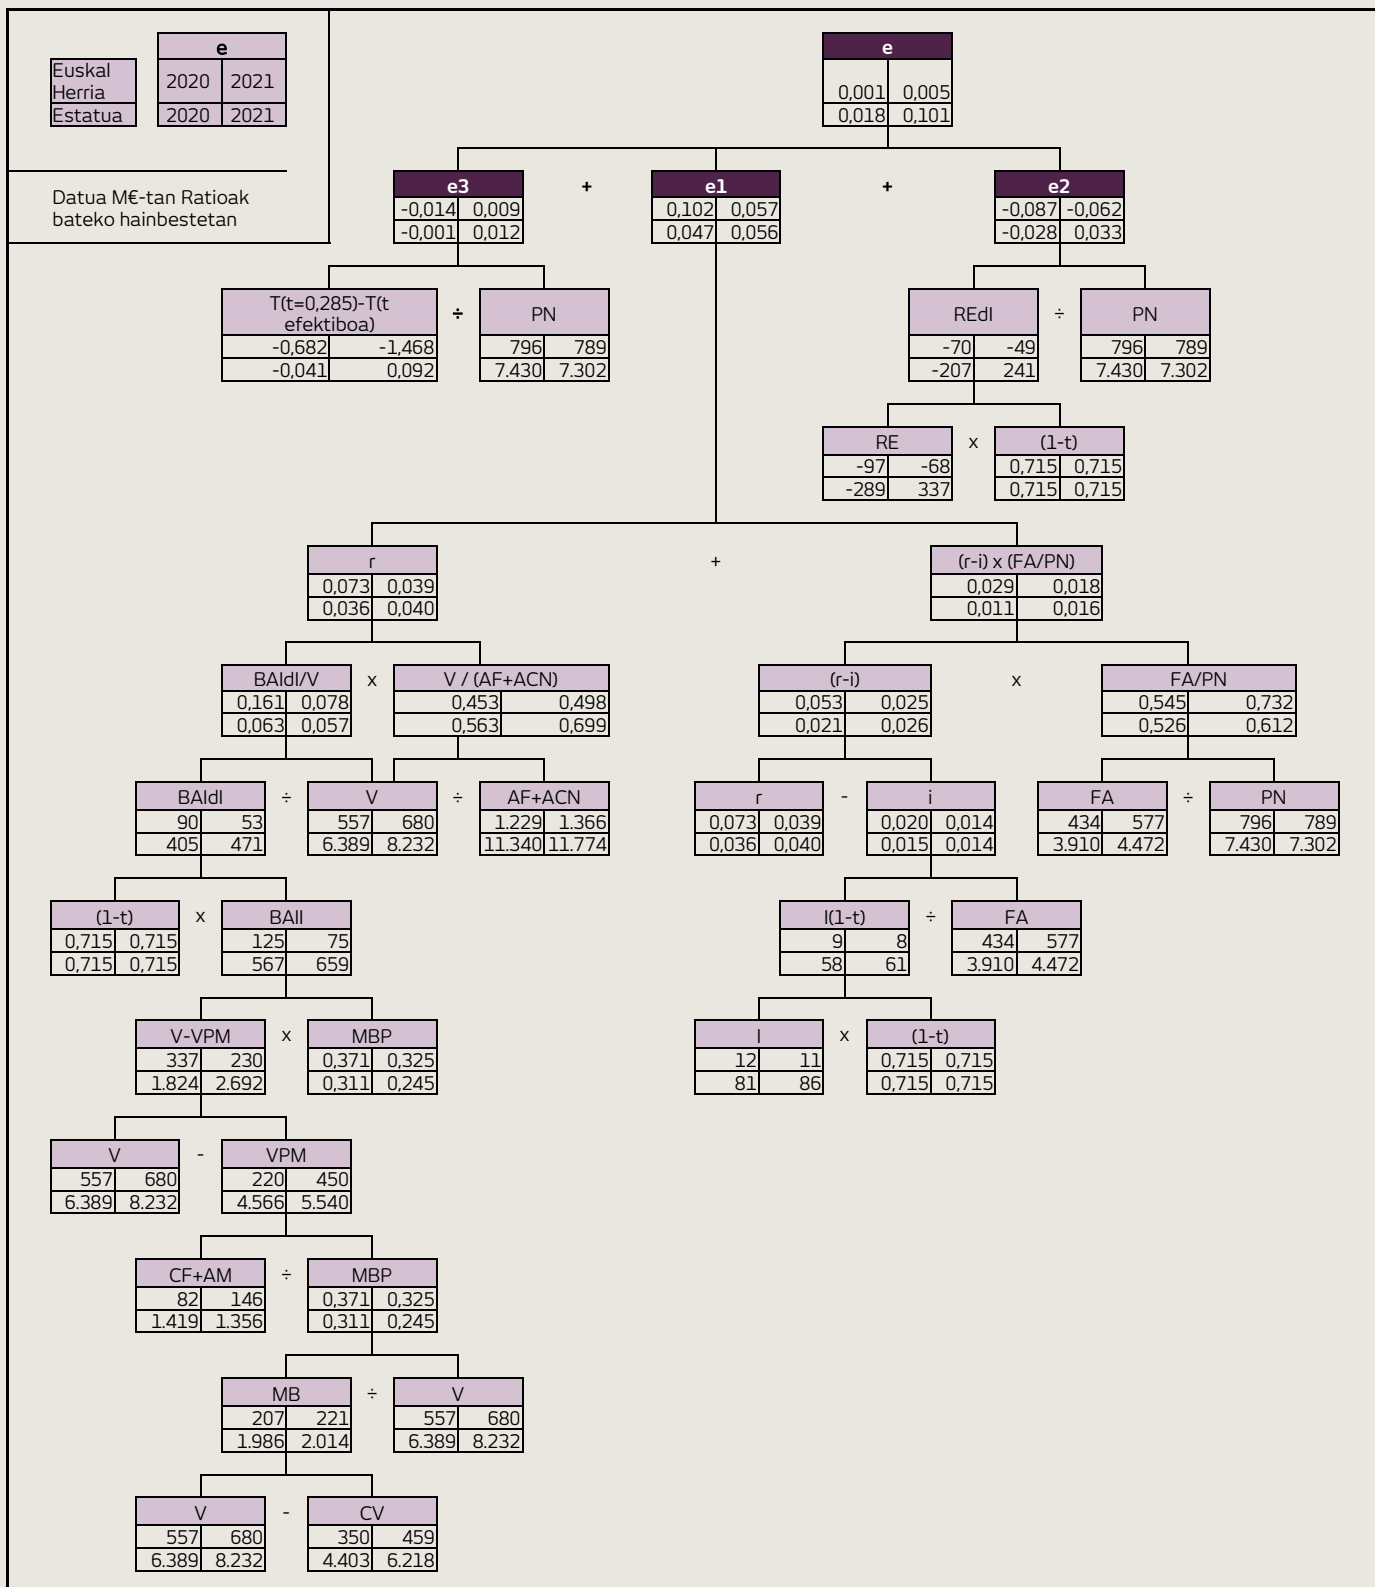 e
Euskal
Herria
2020 2021
Estatua
2020 2021
Datua M€-tan Ratioak
bateko hainbestetan
e
0,001 0,005
0,018 0,101
e3 + e1 + e2
-0,014 0,009 0,102 0,057 -0,087 -0,062
-0,001 0,012 0,047 0,056 -0,028 0,033
T(t=0,285)-T(t
efektiboa)
÷ PN REdI ÷ PN
-0,682 -1,468 796 789 -70 -49 796 789
-0,041 0,092 7.430 7.302 -207 241 7.430 7.302
RE x (1-t)
-97 -68 0,715 0,715
-289 337 0,715 0,715
r + (r-i) x (FA/PN)
0,073 0,039 0,029 0,018
0,036 0,040 0,011 0,016
BAIdI/V x V / (AF+ACN) (r-i) x FA/PN
0,161 0,078 0,453 0,498 0,053 0,025 0,545 0,732
0,063 0,057 0,563 0,699 0,021 0,026 0,526 0,612
BAIdI ÷ V ÷ AF+ACN r - i FA ÷ PN
90 53 557 680 1.229 1.366 0,073 0,039 0,020 0,014 434 577 796 789
405 471 6.389 8.232 11.340 11.774 0,036 0,040 0,015 0,014 3.910 4.472 7.430 7.302
(1-t) x BAII I(1-t) ÷ FA
0,715 0,715 125 75 9 8 434 577
0,715 0,715 567 659 58 61 3.910 4.472
V-VPM x MBP I x (1-t)
337 230 0,371 0,325 12 11 0,715 0,715
1.824 2.692 0,311 0,245 81 86 0,715 0,715
V - VPM
557 680 220 450
6.389 8.232 4.566 5.540
CF+AM ÷ MBP
82 146 0,371 0,325
1.419 1.356 0,311 0,245
MB ÷ V
207 221 557 680
1.986 2.014 6.389 8.232
V - CV
557 680 350 459
6.389 8.232 4.403 6.218